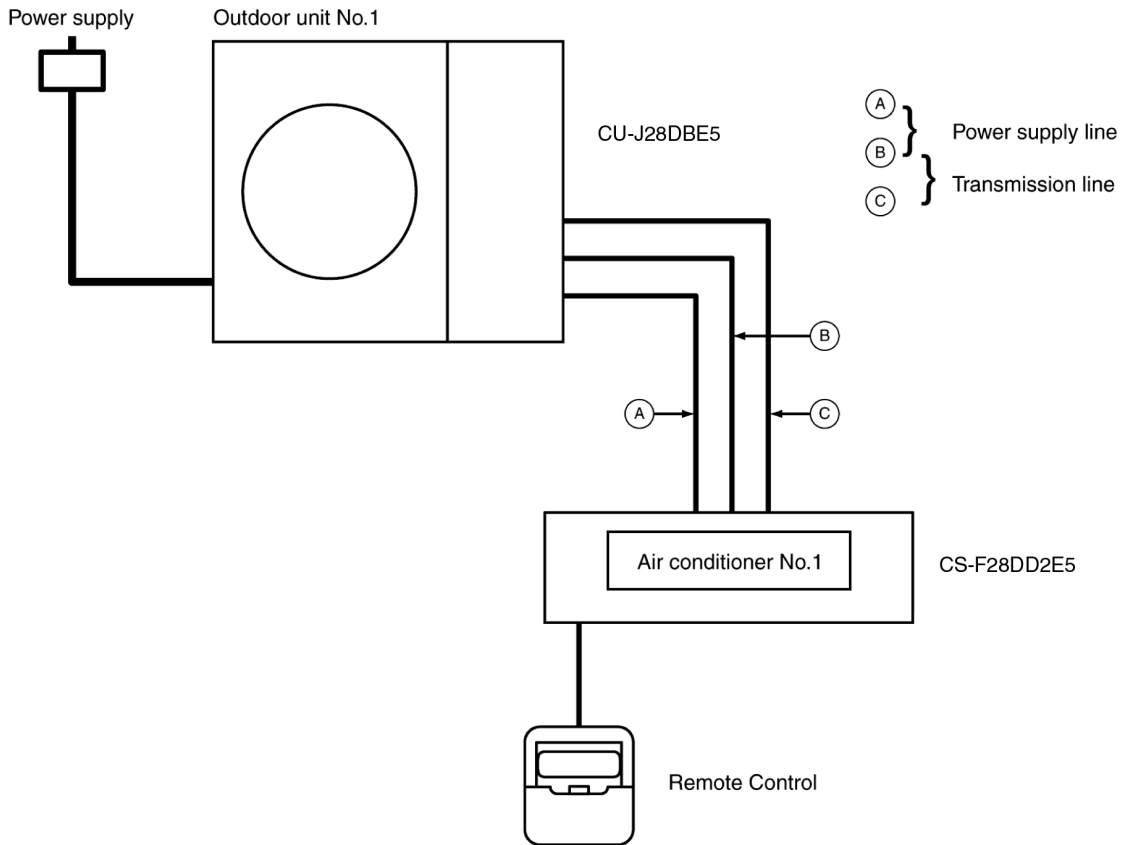 Power supply
Outdoor unit No.1
CU-J28DBE5
A
B
C
Power supply line
Transmission line
B
A
C
Air conditioner No.1
CS-F28DD2E5
Remote Control